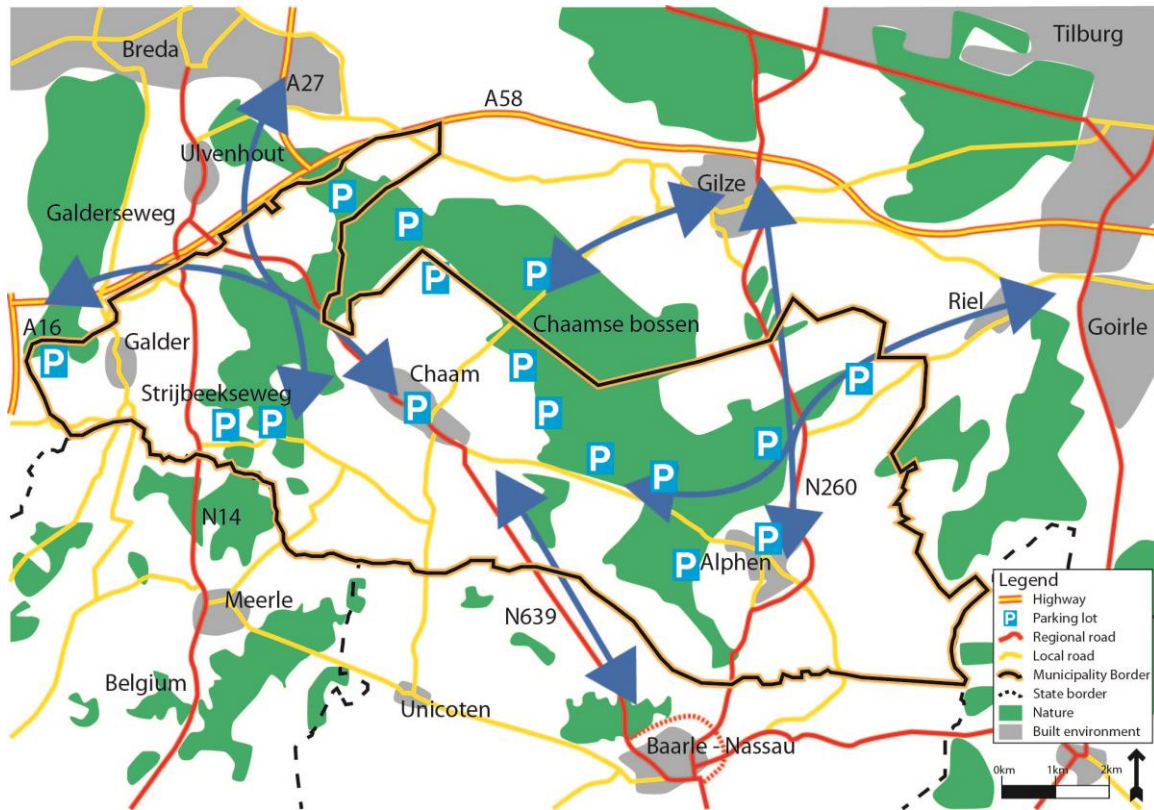 Breda
Tilburg
A27
A58
Ulvenhout
P
Gilze
Galderseweg
P
P
P
Riel
A16
Chaamse bossen
Goirle
P
Galder
Chaam
P
P
Strijbeekseweg
P
P
P
P
P
P
P
N14
N260
P
P
Alphen
Meerle
N639
Belgium
Unicoten
Baarle - Nassau
Legend
Highway
P
Parking lot
Regional road
Local road
Municipality Border
State border
Nature
Built environment
0km 1km 2km